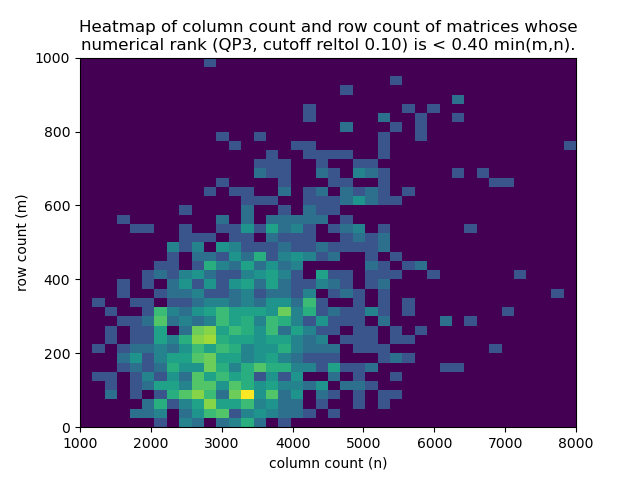 Heatmap of column count and row count of matrices whose
numerical rank (QP3, cutoff reltol 0.10) is < 0.40 min(m,n).
1000
800
600
400
200
0
row count (m)
1000 2000 3000 4000 5000 6000 7000 8000
column count (n)